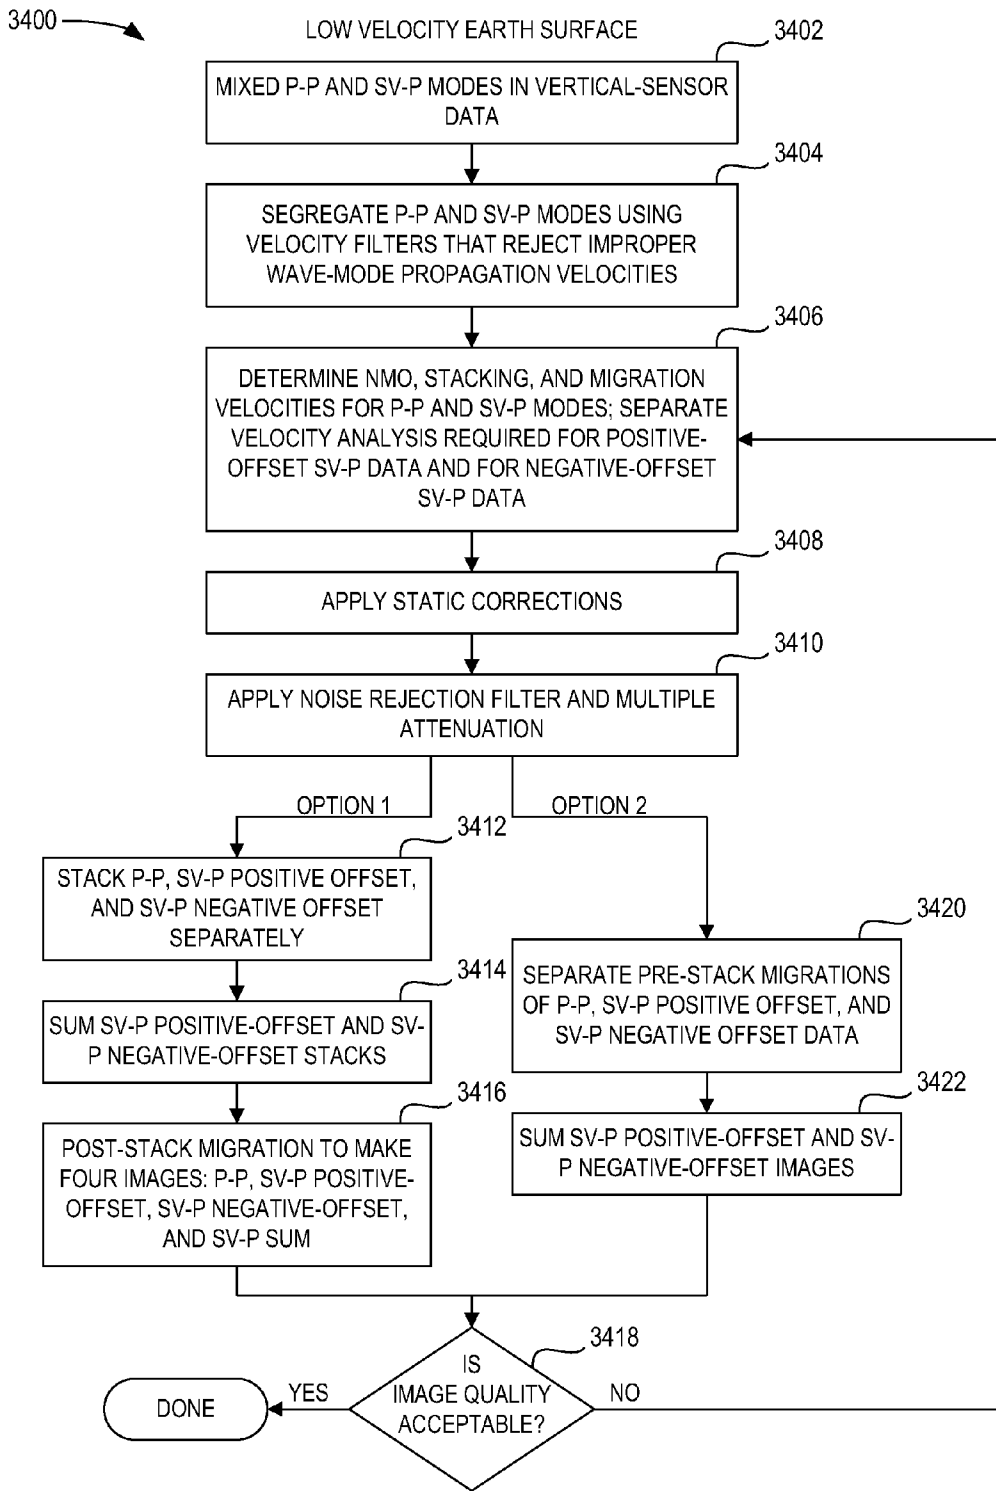 3400
LOW VELOCITY EARTH SURFACE
3402
MIXED P-P AND SV-P MODES IN VERTICAL-SENSOR
DATA
3404
SEGREGATE P-P AND SV-P MODES USING
VELOCITY FILTERS THAT REJECT IMPROPER
WAVE-MODE PROPAGATION VELOCITIES
3406
DETERMINE NMO, STACKING, AND MIGRATION
VELOCITIES FOR P-P AND SV-P MODES; SEPARATE
VELOCITY ANALYSIS REQUIRED FOR POSITIVE-
OFFSET SV-P DATA AND FOR NEGATIVE-OFFSET
SV-P DATA
3408
APPLY STATIC CORRECTIONS
3410
APPLY NOISE REJECTION FILTER AND MULTIPLE
ATTENUATION
OPTION 1
OPTION 2
3412
STACK P-P, SV-P POSITIVE OFFSET,
AND SV-P NEGATIVE OFFSET
SEPARATELY
3414
SUM SV-P POSITIVE-OFFSET AND SV-
P NEGATIVE-OFFSET STACKS
3416
POST-STACK MIGRATION TO MAKE
FOUR IMAGES: P-P, SV-P POSITIVE-
OFFSET, SV-P NEGATIVE-OFFSET,
AND SV-P SUM
3420
SEPARATE PRE-STACK MIGRATIONS
OF P-P, SV-P POSITIVE OFFSET, AND
SV-P NEGATIVE OFFSET DATA
3422
SUM SV-P POSITIVE-OFFSET AND SV-
P NEGATIVE-OFFSET IMAGES
3418
IS
IMAGE QUALITY
ACCEPTABLE?
YES
NO
DONE